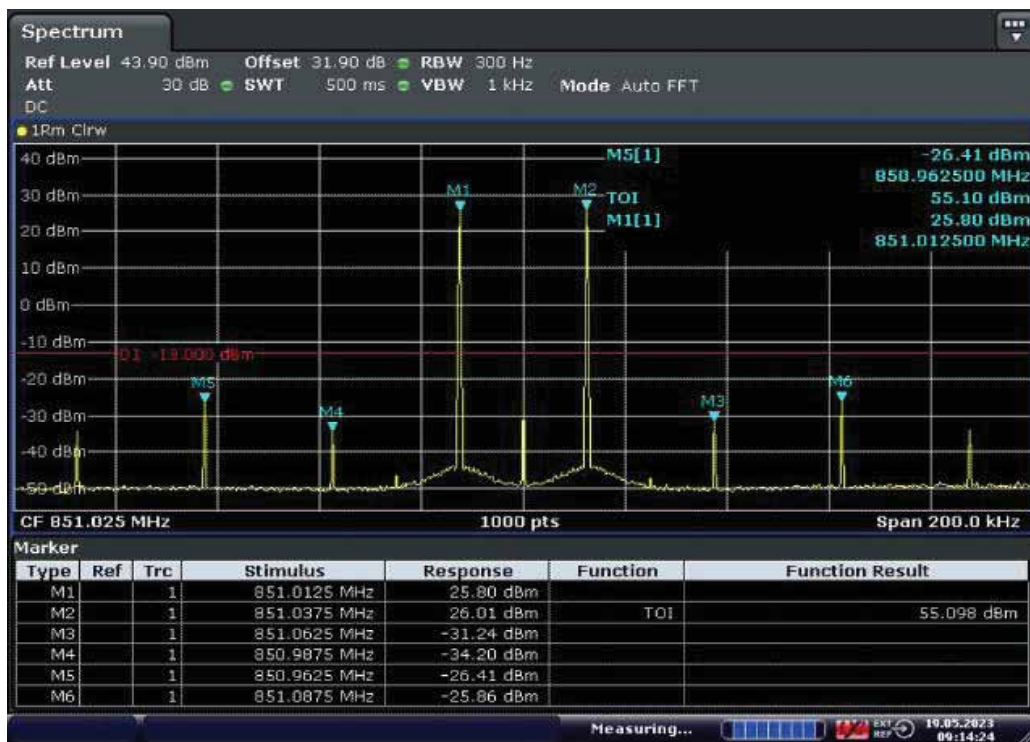 Spectrum
Ref Level 43.90 dBm Offset 31.90 dB RBW 300 Hz
Att 30 dB SWT 500 ms VBW 1 kHz Mode Auto FFT
DC
1Rm Clrw
40 dBm
M5[1] -26.41 dBm
850.962500 MHz
30 dBm
M1 M2
TOI 55.10 dBm
M1[1] 25.80 dBm
20 dBm
851.012500 MHz
10 dBm
0 dBm
-10 dBm
D1 -13.000 dBm
-20 dBm
M5 M6
-30 dBm
M4 M3
-40 dBm
-50 dBm
CF 851.025 MHz 1000 pts Span 200.0 kHz
Marker
Type Ref Trc Stimulus Response Function Function Result
M1 1 851.0125 MHz 25.80 dBm
M2 1 851.0375 MHz 26.01 dBm TOI 55.098 dBm
M3 1 851.0625 MHz -31.24 dBm
M4 1 850.9875 MHz -34.20 dBm
M5 1 850.9625 MHz -26.41 dBm
M6 1 851.0875 MHz -25.86 dBm
Measuring... EXT REF 19.05.2023
09:14:24